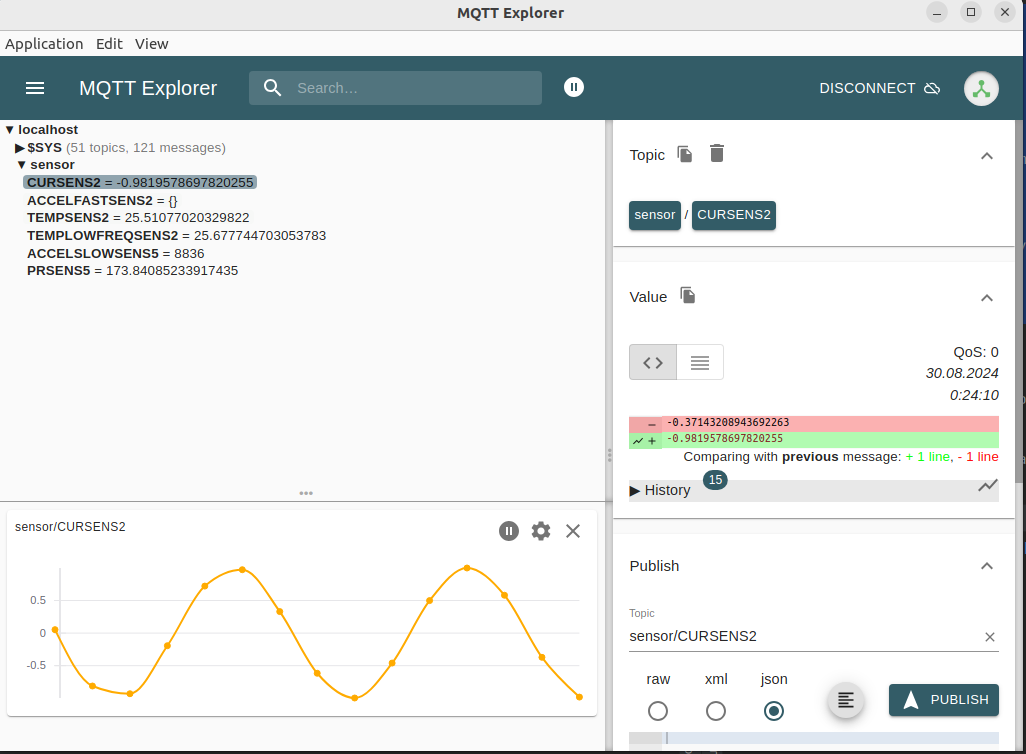 MQTT Explorer
Application Edit View
MQTT Explorer Search... DISCONNECT
▼ localhost
▶ $SYS (51 topics, 121 messages)
▼ sensor
CURSENS2 = -0.9819578697820255
ACCELFASTSENS2 = {}
TEMPSENS2 = 25.51077020329822
TEMPLOWFREQSENS2 = 25.677744703053783
ACCELSLOWSENS5 = 8836
PRSENS5 = 173.84085233917435
sensor/CURSENS2
0.5
0
-0.5
Topic
sensor / CURSENS2
Value
QoS: 0
30.08.2024
0:24:10
- -0.37143208943692263
+ -0.9819578697820255
Comparing with previous message: + 1 line, - 1 line
▶ History 15
Publish
Topic
sensor/CURSENS2
raw xml json
PUBLISH